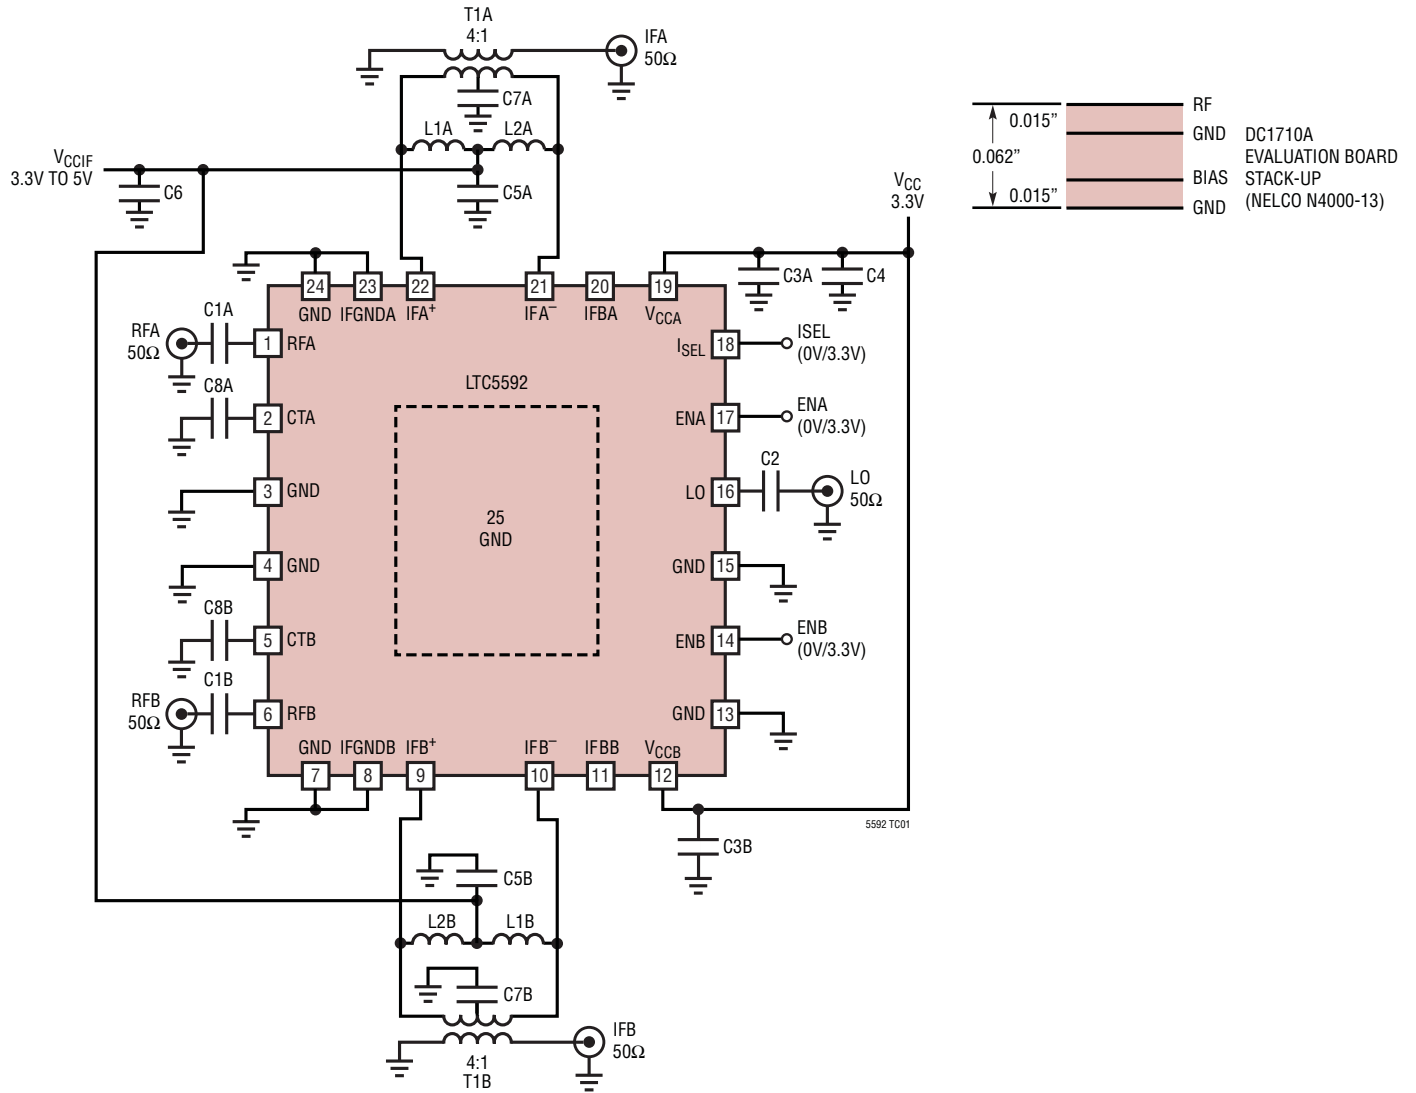 T1A
4:1
IFA
50Ω
C7A
L1A
L2A
VCCIF
3.3V TO 5V
C6
C5A
RF
0.015”
GND
DC1710A
EVALUATION BOARD
STACK-UP
(NELCO N4000-13)
0.062”
BIAS
0.015”
GND
VCC
3.3V
C3A
C4
24
23
22
21
20
19
GND
IFGNDA
IFA+
IFA–
IFBA
VCCA
C1A
RFA
50Ω
1
RFA
ISEL
18
ISEL
(0V/3.3V)
LTC5592
C8A
2
CTA
ENA
17
ENA
(0V/3.3V)
C2
3
GND
LO
16
LO
50Ω
25
GND
4
GND
GND
15
C8B
5
CTB
ENB
14
ENB
(0V/3.3V)
C1B
RFB
50Ω
6
RFB
GND
13
GND
IFGNDB
IFB+
IFB–
IFBB
VCCB
7
8
9
10
11
12
5592 TC01
C3B
C5B
L2B
L1B
C7B
IFB
50Ω
4:1
T1B